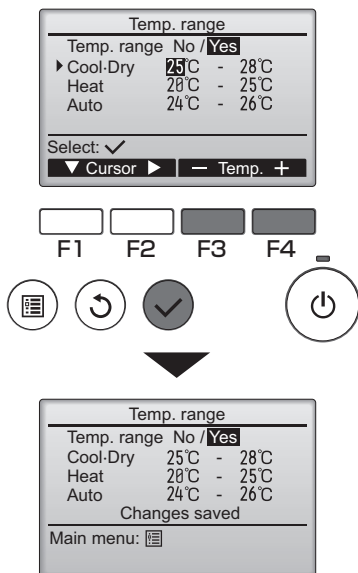 Temp. range
Temp. range No / Yes
Cool·Dry 25°C - 28°C
Heat 20°C - 25°C
Auto 24°C - 26°C
Select: ✓
▼ Cursor ▶ − Temp. +
F1 F2 F3 F4
Temp. range
Temp. range No / Yes
Cool·Dry 25°C - 28°C
Heat 20°C - 25°C
Auto 24°C - 26°C
Changes saved
Main menu: